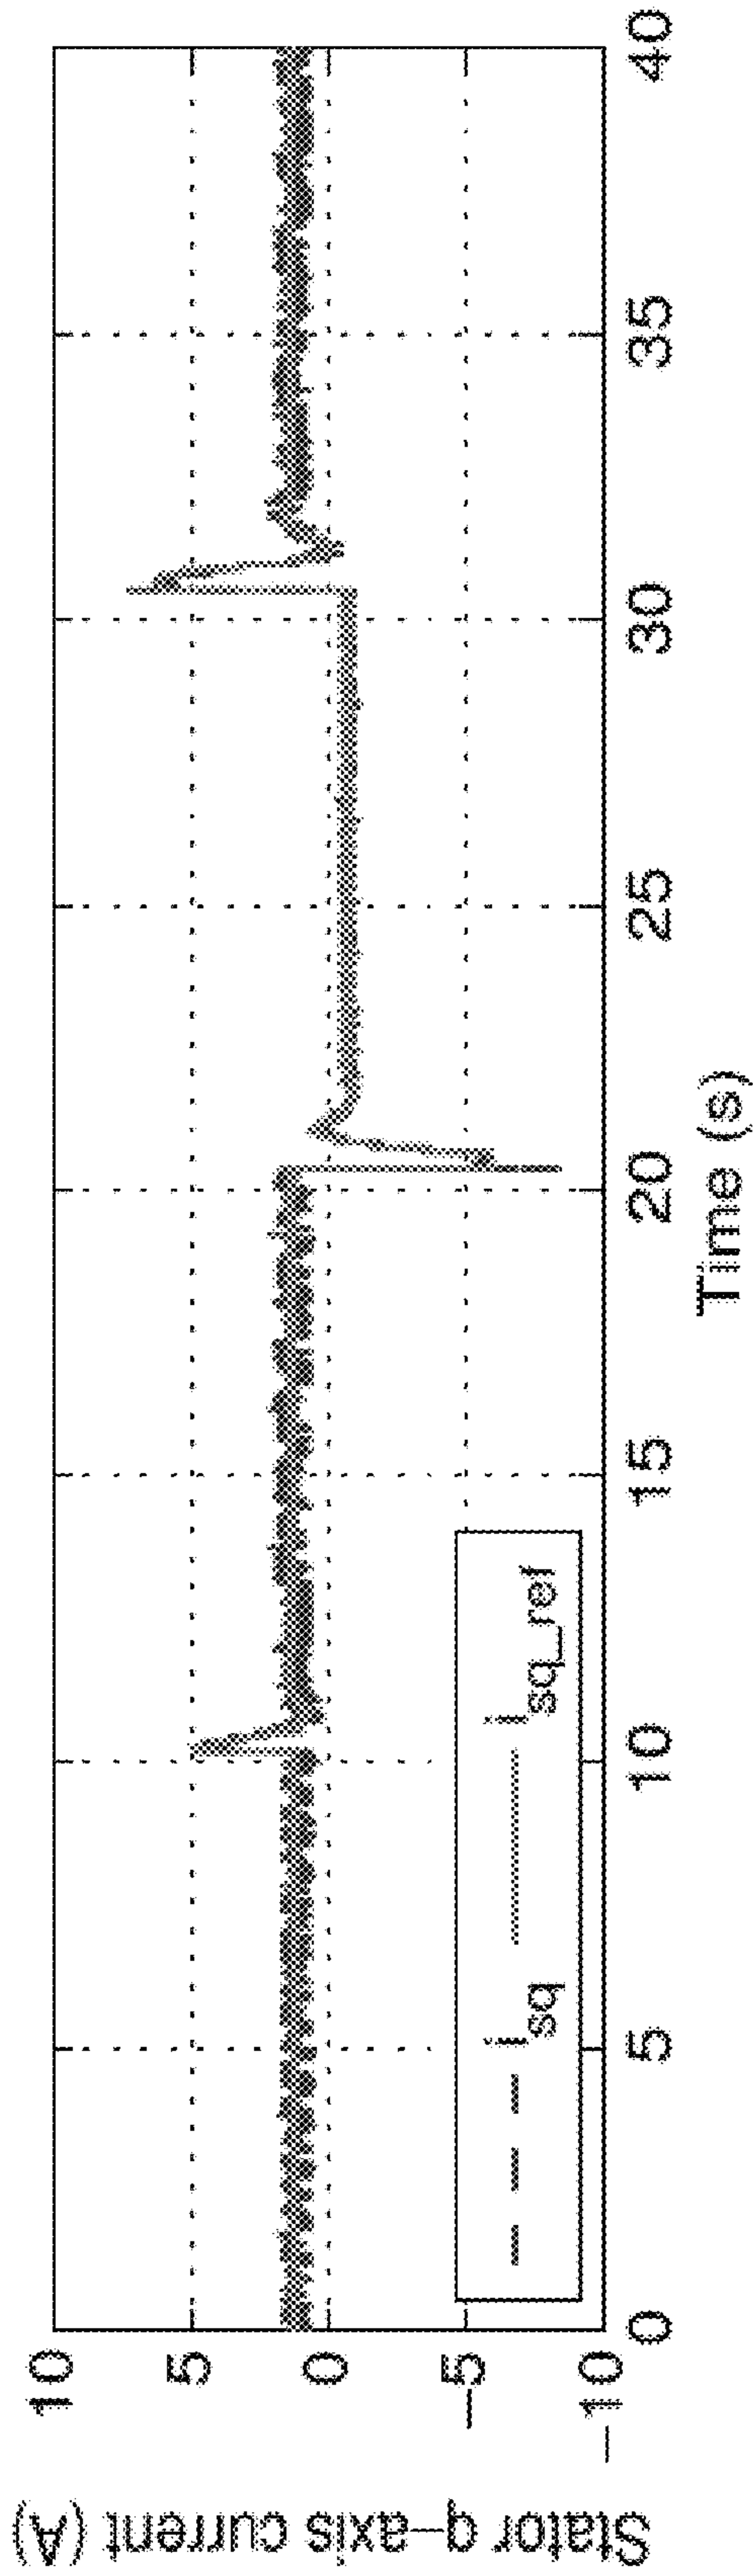 Stator q-axis current (A)
10
5
0
-5
-10
i_sq
i_sq_ref
0 5 10 15 20 25 30 35 40
Time (s)